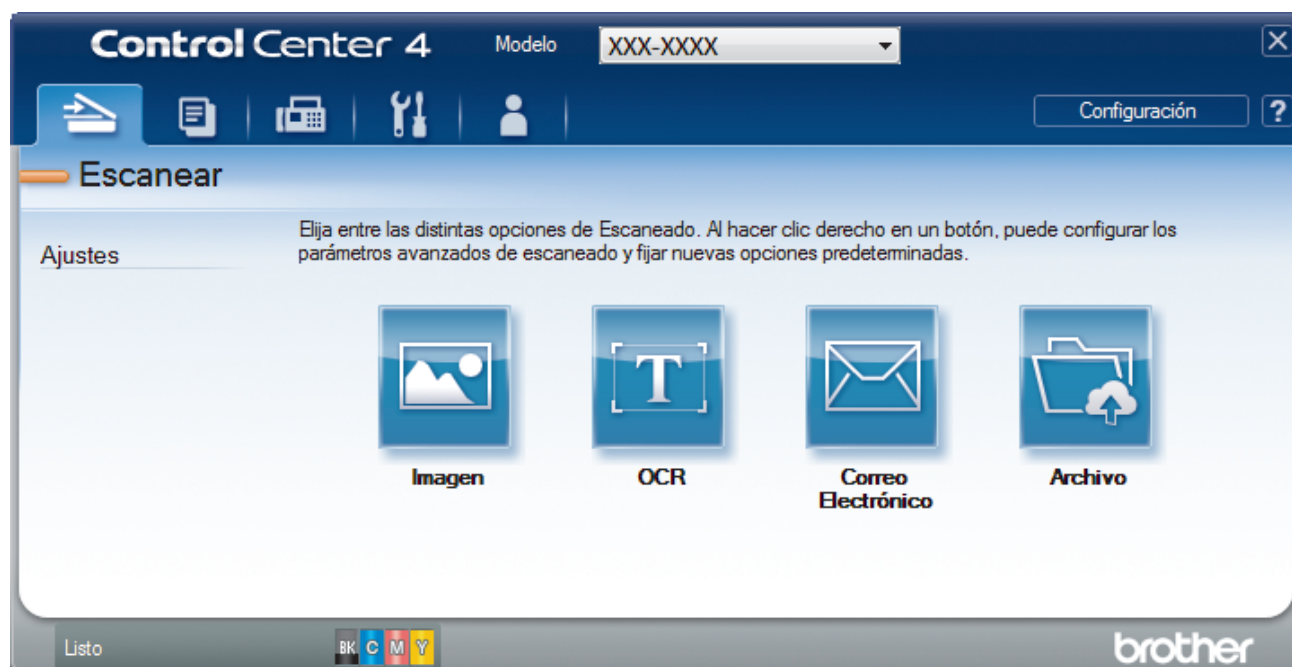 Control Center 4
Modelo
XXX-XXXX
Configuración
?
Escanear
Ajustes
Elija entre las distintas opciones de Escaneado. Al hacer clic derecho en un botón, puede configurar los
parámetros avanzados de escaneado y fijar nuevas opciones predeterminadas.
T
Imagen
OCR
Correo
Electrónico
Archivo
Listo
BK C M Y
brother